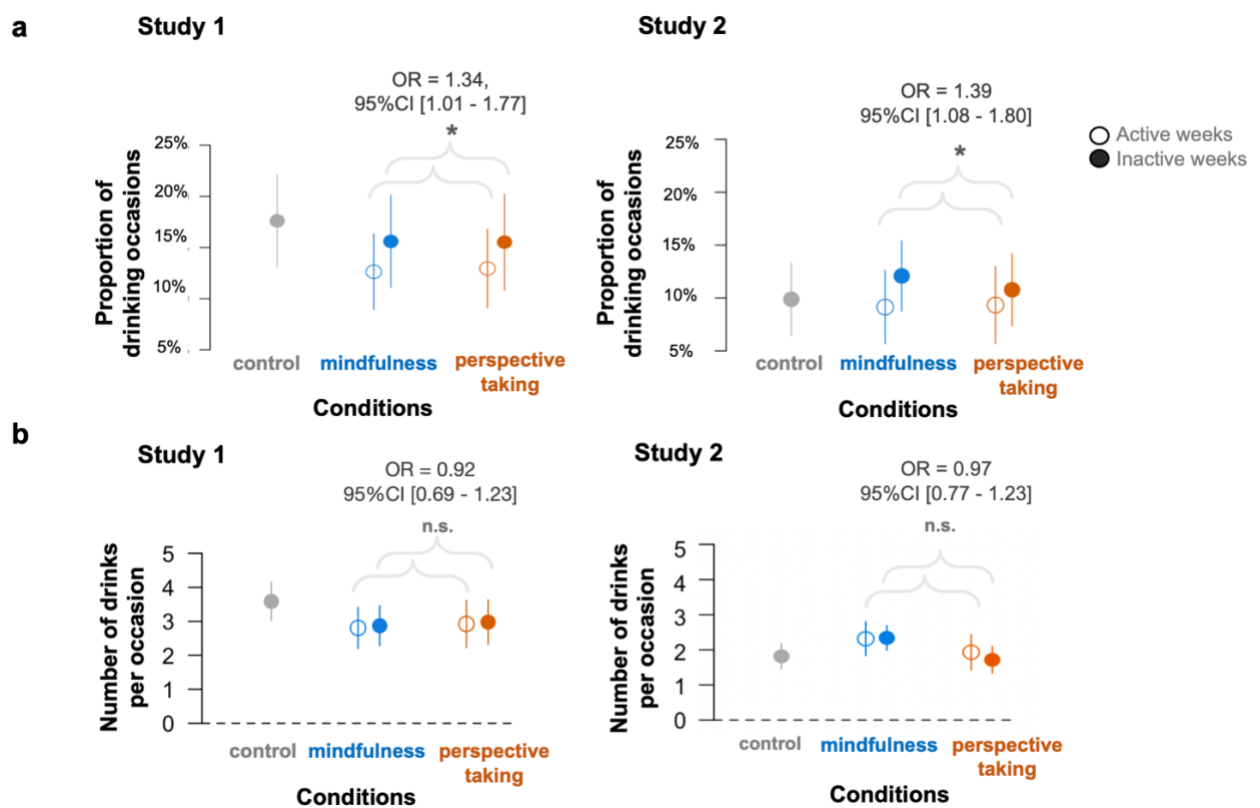 a
Study 1
OR = 1.34,
95%CI [1.01 - 1.77]
*
25%
20%
15%
10%
5%
Proportion of
drinking occasions
control
mindfulness
perspective
taking
Conditions
Study 2
OR = 1.39
95%CI [1.08 - 1.80]
*
25%
20%
15%
10%
5%
Proportion of
drinking occasions
control
mindfulness
perspective
taking
Conditions
Active weeks
Inactive weeks
b
Study 1
OR = 0.92
95%CI [0.69 - 1.23]
n.s.
5
4
3
2
1
0
Number of drinks
per occasion
control
mindfulness
perspective
taking
Conditions
Study 2
OR = 0.97
95%CI [0.77 - 1.23]
n.s.
5
4
3
2
1
0
Number of drinks
per occasion
control
mindfulness
perspective
taking
Conditions